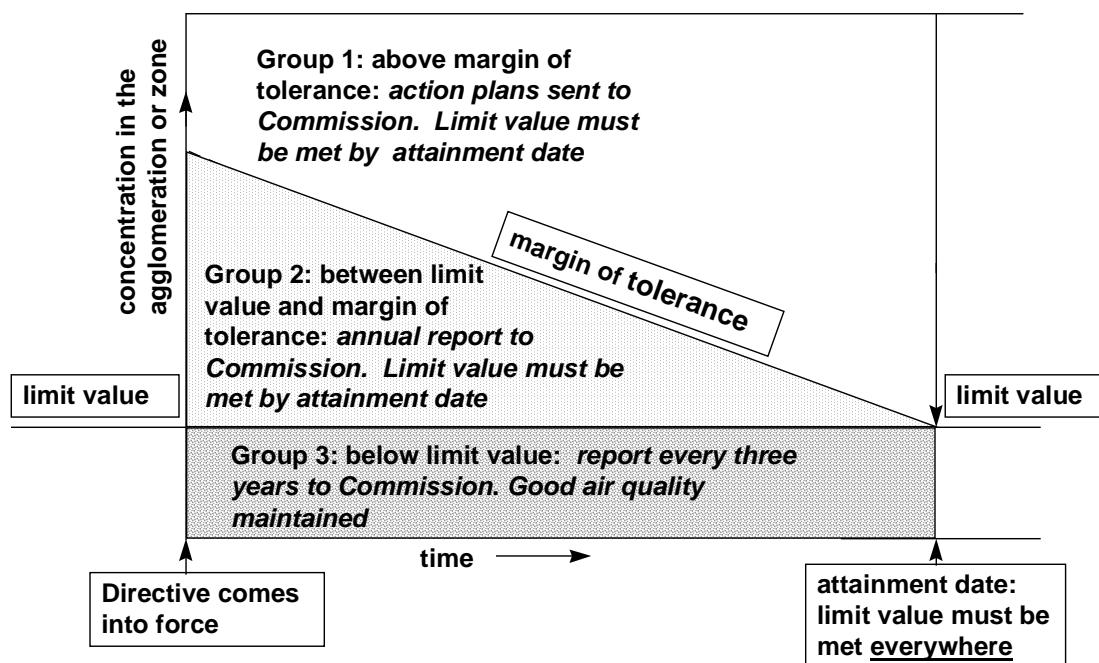 concentration in the
agglomeration or zone
Group 1: above margin of
tolerance: action plans sent to
Commission. Limit value must
be met by attainment date
margin of tolerance
Group 2: between limit
value and margin of
tolerance: annual report to
Commission. Limit value must be
met by attainment date
limit value
limit value
Group 3: below limit value: report every three
years to Commission. Good air quality
maintained
time
Directive comes
into force
attainment date:
limit value must be
met everywhere